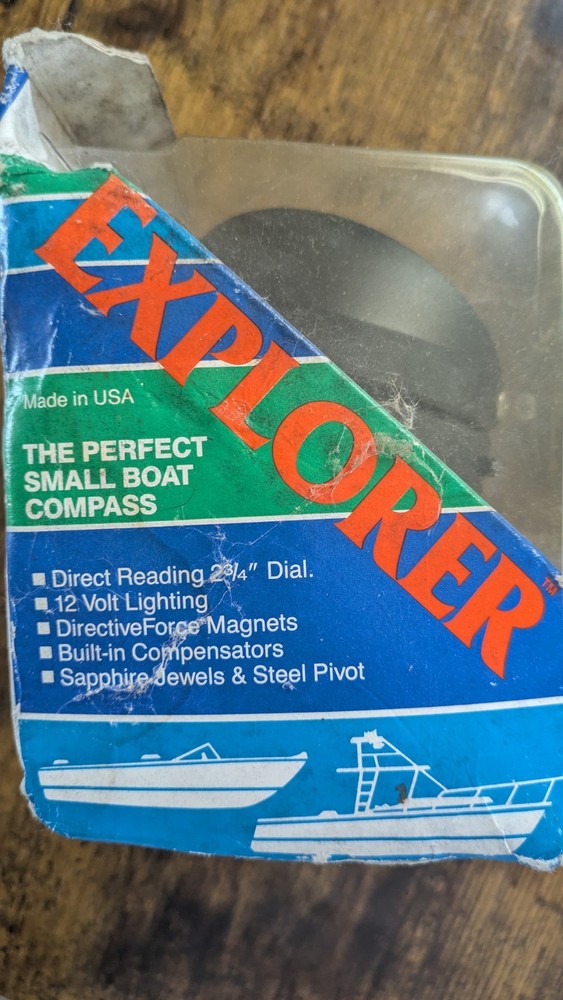 EXPLORER™
Made in USA
THE PERFECT
SMALL BOAT
COMPASS
■ Direct Reading 2¾" Dial.
■ 12 Volt Lighting
■ DirectiveForce Magnets
■ Built-in Compensators
■ Sapphire Jewels & Steel Pivot